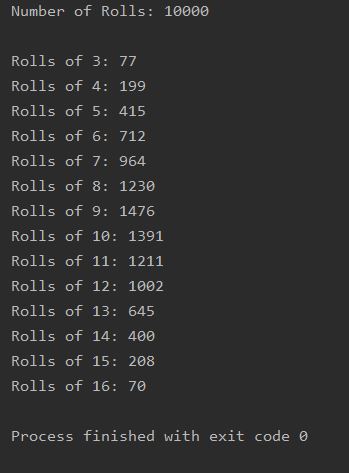 Number of Rolls: 10000
Rolls of 3: 77
Rolls of 4: 199
Rolls of 5: 415
Rolls of 6: 712
Rolls of 7: 964
Rolls of 8: 1230
Rolls of 9: 1476
Rolls of 10: 1391
Rolls of 11: 1211
Rolls of 12: 1002
Rolls of 13: 645
Rolls of 14: 400
Rolls of 15: 208
Rolls of 16: 70
Process finished with exit code 0